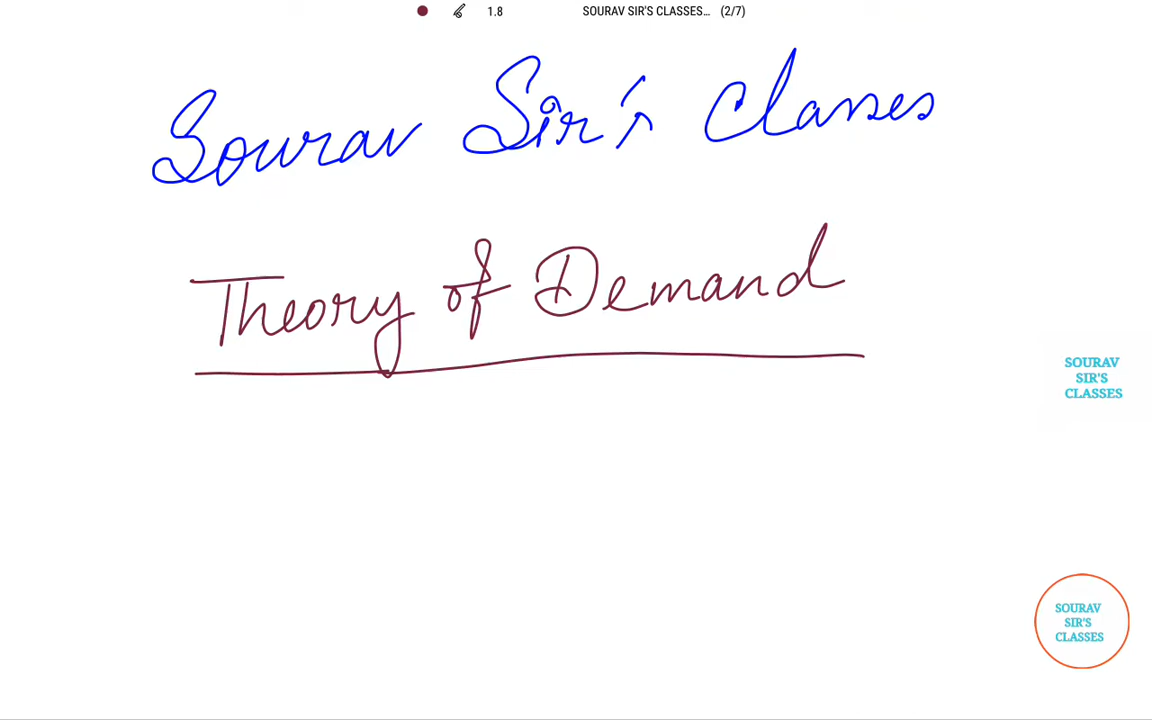 1.8 SOURAV SIR'S CLASSES... (2/7)
Sourav Sir's Classes
Theory of Demand
SOURAV
SIR'S
CLASSES
SOURAV
SIR'S
CLASSES